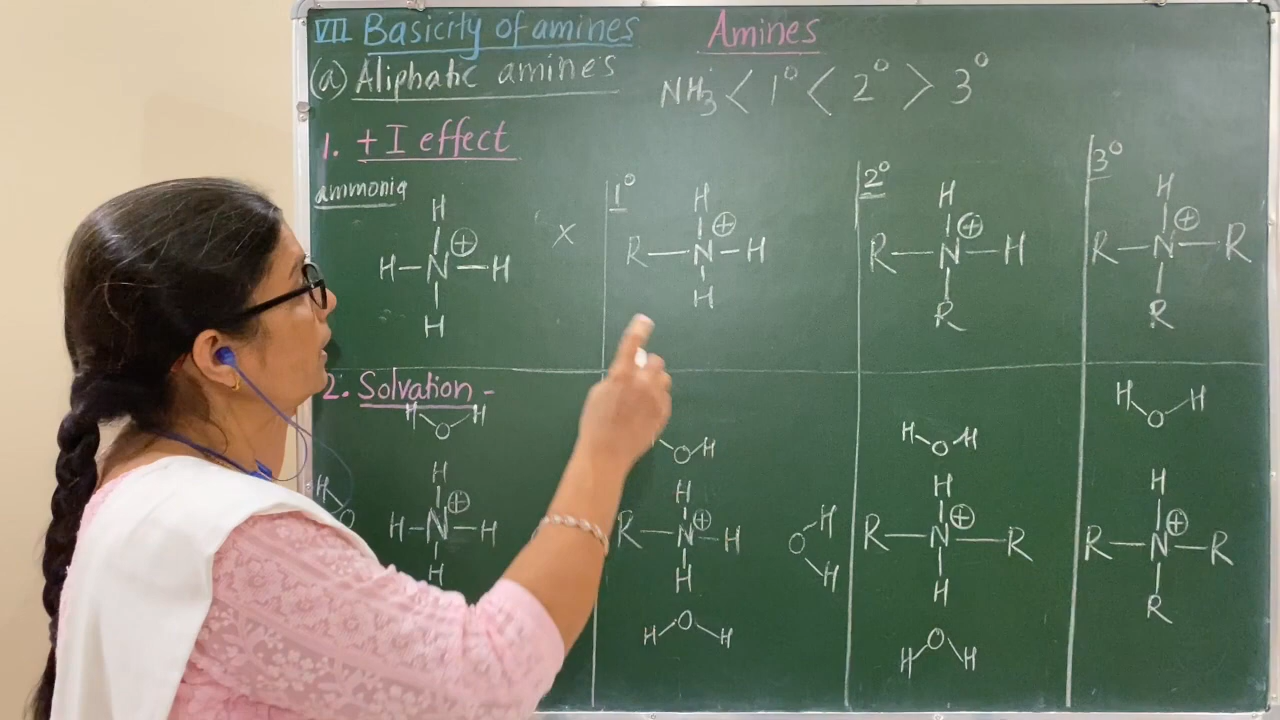 VII Basicity of amines
Amines
(a) Aliphatic amines
NH3 < 1° < 2° > 3°
1. + I effect
ammonia
1°
2°
3°
H
H
H
H
H – N ⊕ – H
x
R – N ⊕ – H
R – N ⊕ – H
R – N ⊕ – R
H
H
R
R
2. Solvation -
H O H
O H
H O H
H O H
H
H
H
H
H O
H – N ⊕ – H
R – N ⊕ – H
O H H
R – N ⊕ – R
R – N ⊕ – R
H
H
H
R
H O H
H O H